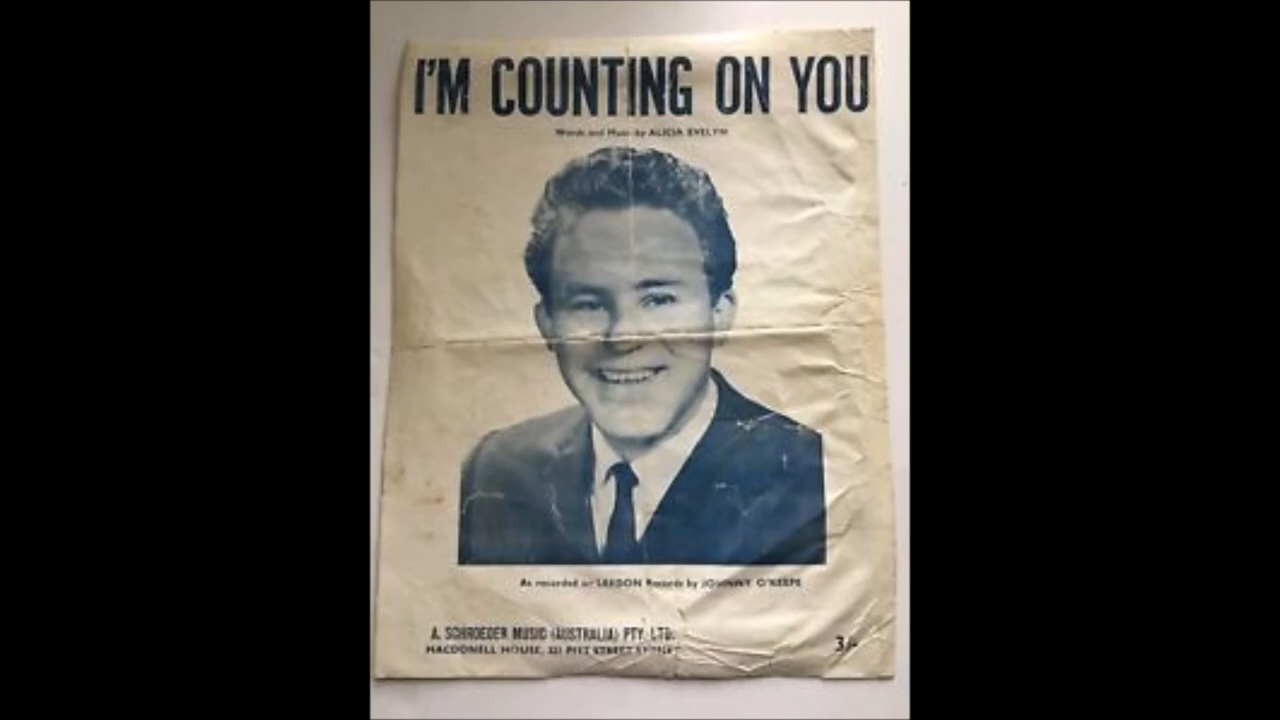 I'M COUNTING ON YOU
Words and Music by ALICIA EVELYN
As recorded on LEEDON Records by JOHNNY O'KEEFE
A. SCHROEDER MUSIC (AUSTRALIA) PTY. LTD.
MACDONELL HOUSE, 321 PITT STREET SYDNEY
3/-